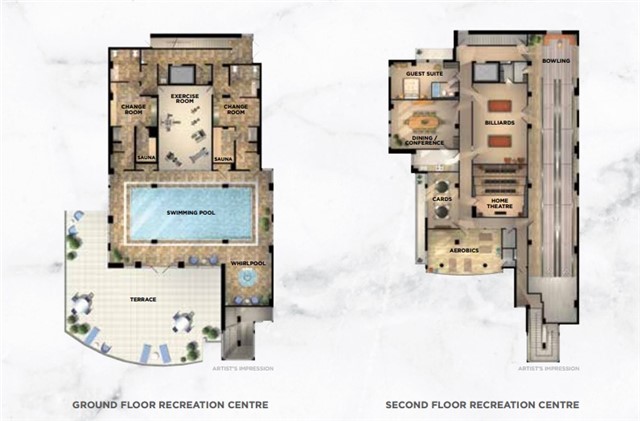 EXERCISE
ROOM
CHANGE
ROOM
CHANGE
ROOM
SAUNA
SAUNA
SWIMMING POOL
WHIRLPOOL
TERRACE
ARTIST'S IMPRESSION
GROUND FLOOR RECREATION CENTRE
BOWLING
GUEST SUITE
BILLIARDS
DINING /
CONFERENCE
CARDS
HOME
THEATRE
AEROBICS
ARTIST'S IMPRESSION
SECOND FLOOR RECREATION CENTRE